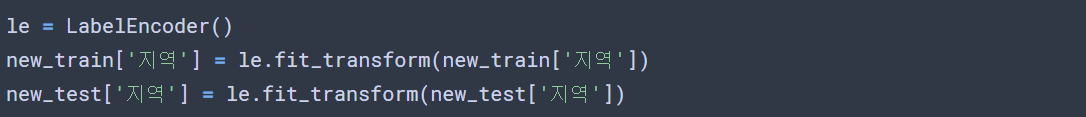 le = LabelEncoder()
new_train['지역'] = le.fit_transform(new_train['지역'])
new_test['지역'] = le.fit_transform(new_test['지역'])